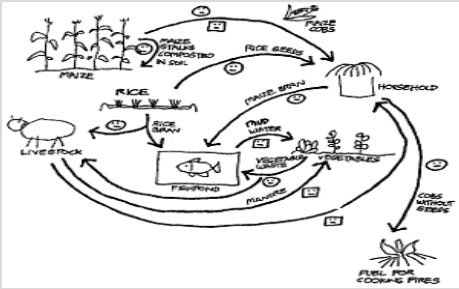 MAIZE
COBS
MAIZE
STALKS
COMPOSTED
IN SOIL
MAIZE
RICE SEEDS
RICE
MAIZE BRAN
HOUSEHOLD
RICE
BRAN
MUD
WATER
LIVESTOCK
VEGETABLE
WASTE
VEGETABLES
FISHPOND
MANURE
COBS
WITHOUT
SEEDS
FUEL FOR
COOKING FIRES